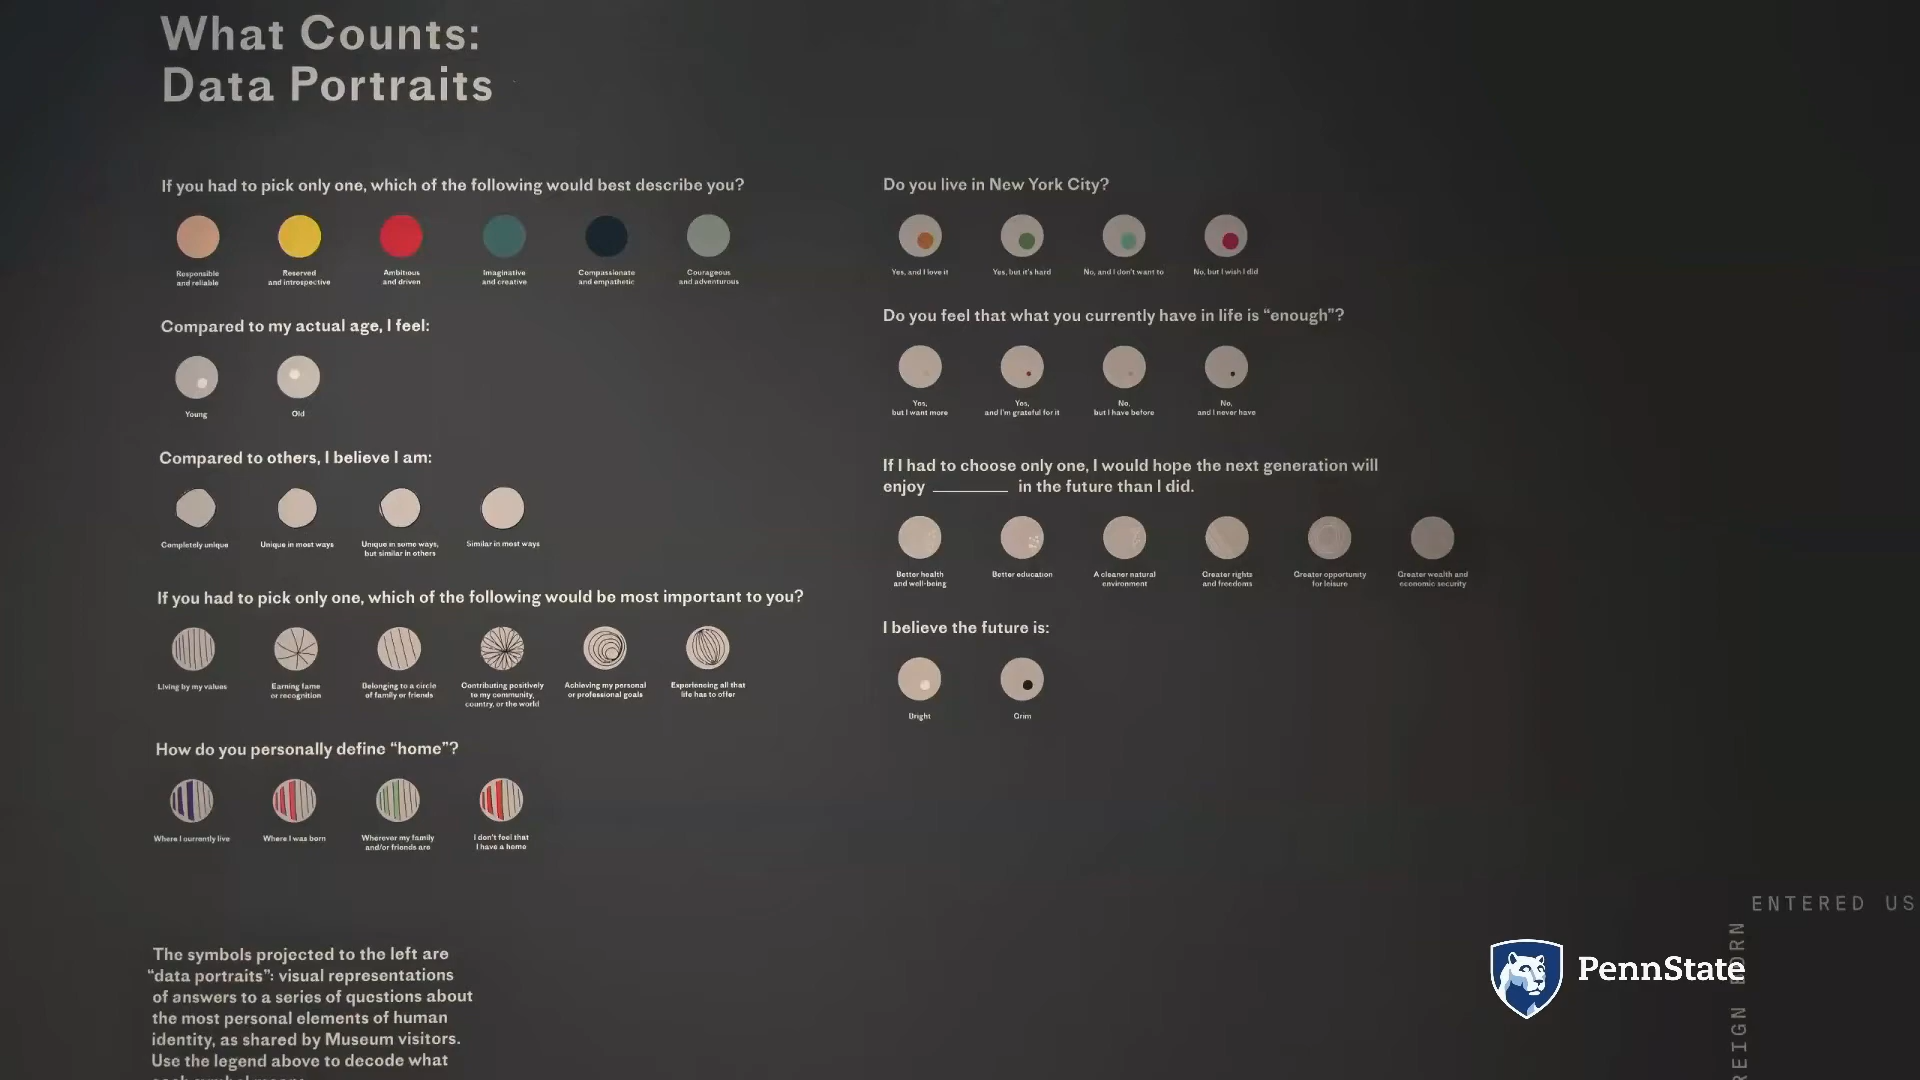 What Counts:
Data Portraits
If you had to pick only one, which of the following would best describe you?
Responsible
and reliable
Reserved
and introspective
Ambitious
and driven
Imaginative
and creative
Compassionate
and empathetic
Courageous
and adventurous
Compared to my actual age, I feel:
Young
Old
Compared to others, I believe I am:
Completely unique
Unique in most ways
Unique in some ways,
but similar in others
Similar in most ways
If you had to pick only one, which of the following would be most important to you?
Living by my values
Earning fame
or recognition
Belonging to a circle
of family or friends
Contributing positively
to my community,
country, or the world
Achieving my personal
or professional goals
Experiencing all that
life has to offer
How do you personally define “home”?
Where I currently live
Where I was born
Wherever my family
and/or friends are
I don't feel that
I have a home
The symbols projected to the left are
“data portraits”: visual representations
of answers to a series of questions about
the most personal elements of human
identity, as shared by Museum visitors.
Use the legend above to decode what
Do you live in New York City?
Yes, and I love it
Yes, but it's hard
No, and I don't want to
No, but I wish I did
Do you feel that what you currently have in life is “enough”?
Yes,
but I want more
Yes,
and I'm grateful for it
No,
but I have before
No,
and I never have
If I had to choose only one, I would hope the next generation will
enjoy ________ in the future than I did.
Better health
and well-being
Better education
A cleaner natural
environment
Greater rights
and freedoms
Greater opportunity
for leisure
Greater wealth and
economic security
I believe the future is:
Bright
Grim
ENTERED US
PennState